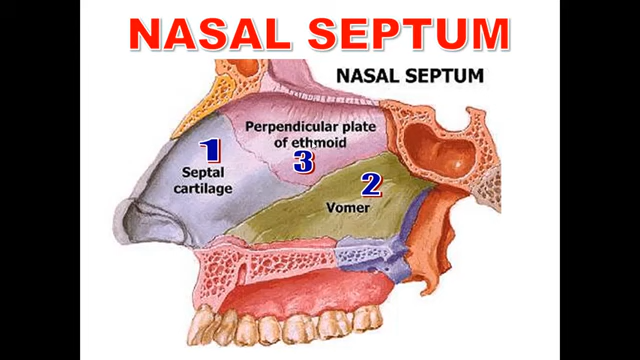 NASAL SEPTUM
NASAL SEPTUM
Perpendicular plate
of ethmoid
1
3
Septal
cartilage
2
Vomer